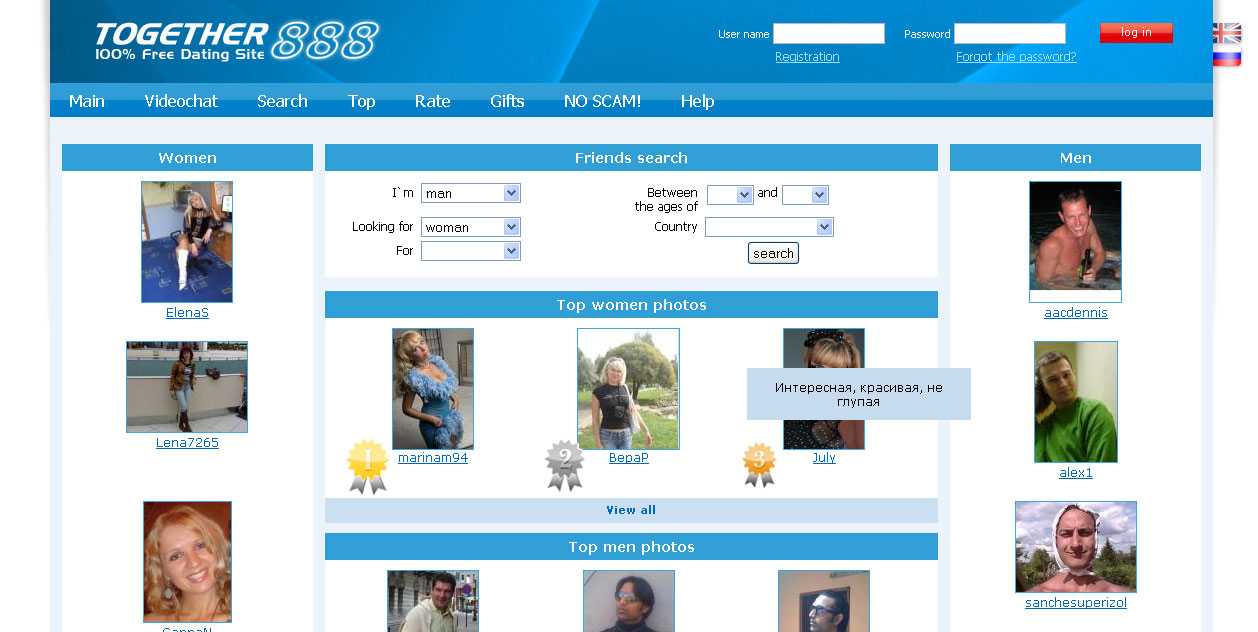 TOGETHER 888
100% Free Dating Site
User name
Password
log in
Registration
Forgot the password?
Main
Videochat
Search
Top
Rate
Gifts
NO SCAM!
Help
Women
ElenaS
Lena7265
Friends search
I`m
man
Between
the ages of
and
Looking for
woman
Country
For
search
Top women photos
1
marinam94
2
ВераР
Интересная, красивая, не
глупая
3
July
View all
Top men photos
Men
aacdennis
alex1
sanchesuperizol